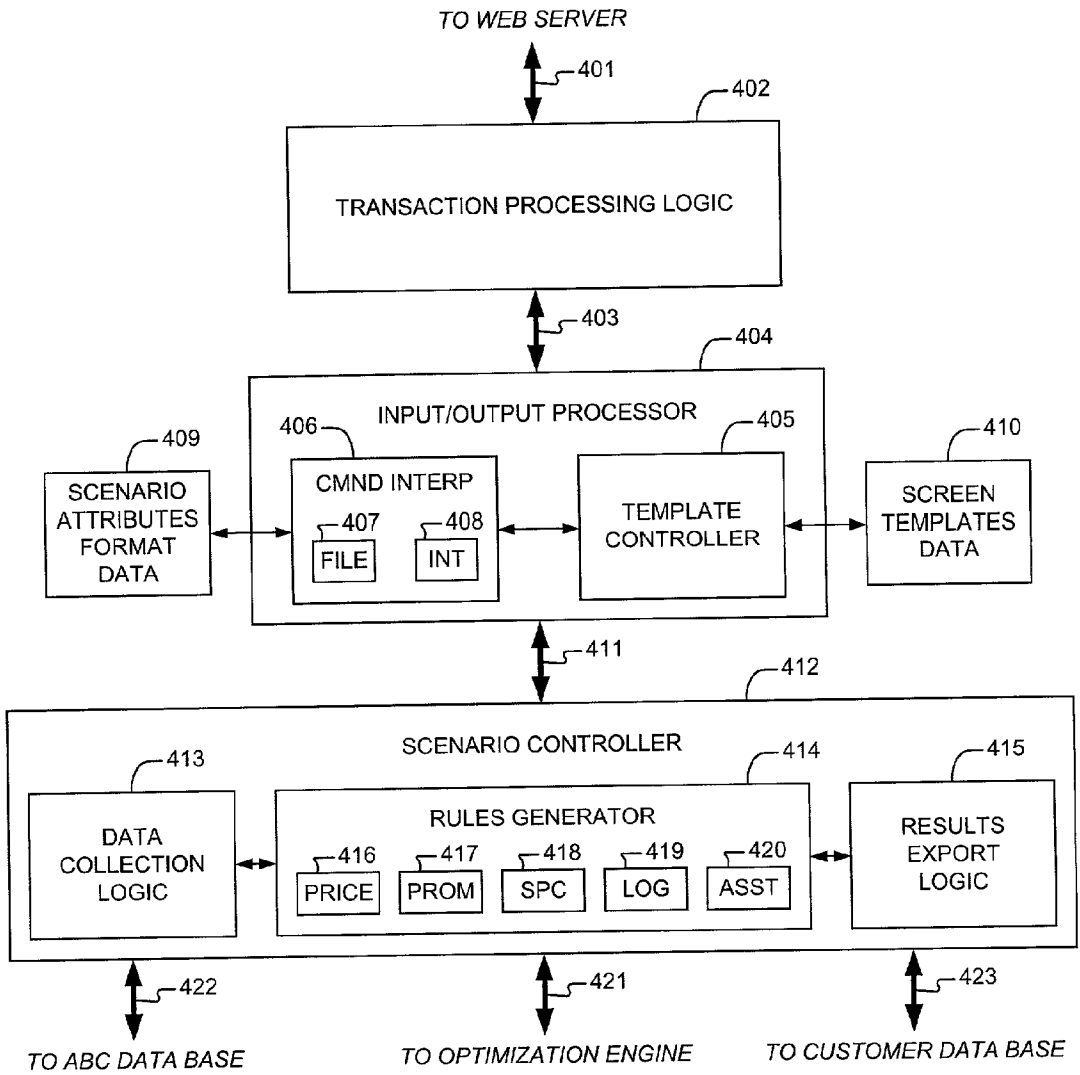 TO WEB SERVER
401
402
TRANSACTION PROCESSING LOGIC
403
404
INPUT/OUTPUT PROCESSOR
409
SCENARIO
ATTRIBUTES
FORMAT
DATA
406
CMND INTERP
407
FILE
408
INT
405
TEMPLATE
CONTROLLER
410
SCREEN
TEMPLATES
DATA
411
412
SCENARIO CONTROLLER
413
DATA
COLLECTION
LOGIC
414
RULES GENERATOR
416
PRICE
417
PROM
418
SPC
419
LOG
420
ASST
415
RESULTS
EXPORT
LOGIC
422
421
423
TO ABC DATA BASE
TO OPTIMIZATION ENGINE
TO CUSTOMER DATA BASE